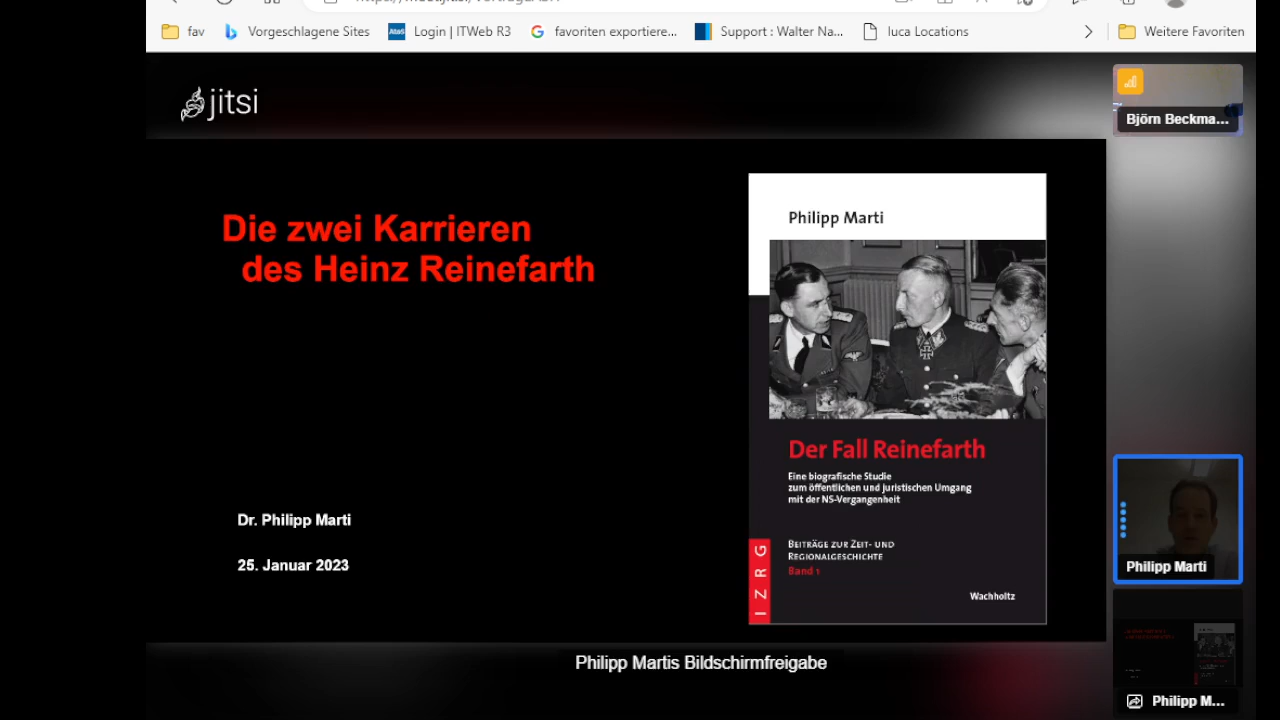 fav
Vorgeschlagene Sites
Login | ITWeb R3
favoriten exportiere...
Support : Walter Na...
luca Locations
Weitere Favoriten
jitsi
Björn Beckma...
Die zwei Karrieren
des Heinz Reinefarth
Dr. Philipp Marti
25. Januar 2023
Philipp Marti
Der Fall Reinefarth
Eine biografische Studie
zum öffentlichen und juristischen Umgang
mit der NS-Vergangenheit
Beiträge zur Zeit- und
Regionalgeschichte
Band 1
IZRG
Wachholtz
Philipp Marti
Philipp M...
Philipp Martis Bildschirmfreigabe